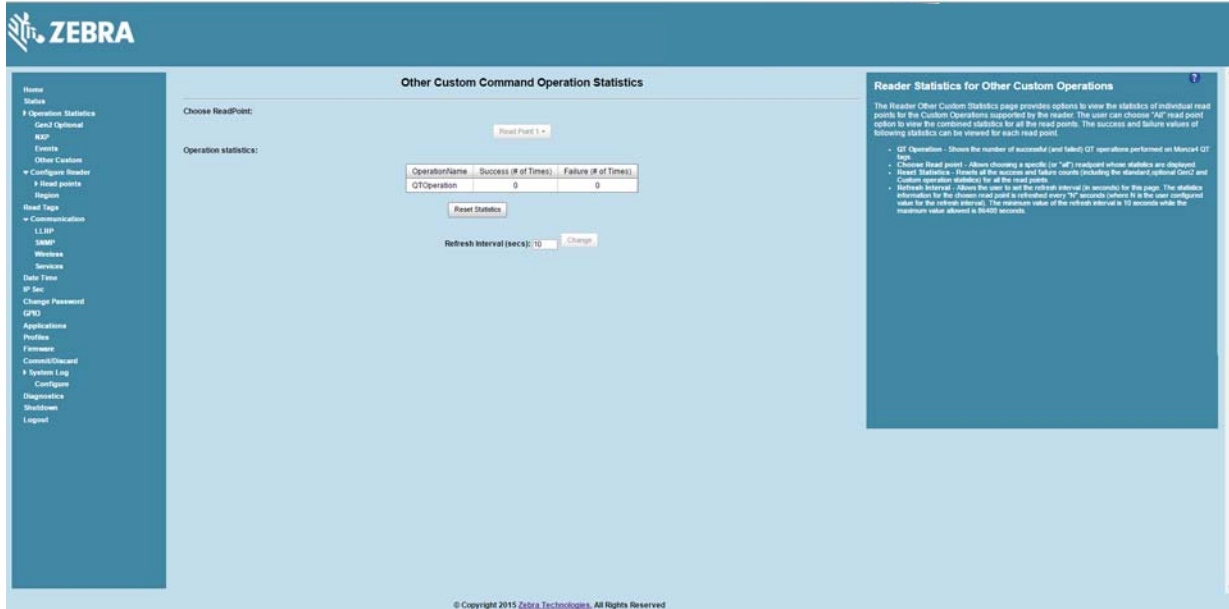 ZEBRA
Home
Status
Operation Statistics
Gen2 Optional
NXP
Events
Other Custom
Configure Reader
Read points
Region
Read Tags
Communication
LLRP
SNMP
Wireless
Services
Date Time
IP Sec
Change Password
GPIO
Applications
Profiles
Firmware
Commit/Discard
System Log
Configure
Diagnostics
Shutdown
Logout
Other Custom Command Operation Statistics
Choose ReadPoint:
Read Point 1
Operation statistics:
OperationName Success (# of Times) Failure (# of Times)
QTOperation 0 0
Reset Statistics
Refresh Interval (secs): 10 Change
?
Reader Statistics for Other Custom Operations
The Reader Other Custom Statistics page provides options to view the statistics of individual read
points for the Custom Operations supported by the reader. The user can choose "All" read point
option to view the combined statistics for all the read points. The success and failure values of
following statistics can be viewed for each read point.
• QT Operation - Shows the number of successful (and failed) QT operations performed on Monza4 QT
tags.
• Choose Read point - Allows choosing a specific (or "all") readpoint whose statistics are displayed.
• Reset Statistics - Resets all the success and failure counts (including the standard,optional Gen2 and
Custom operation statistics) for all the read points.
• Refresh Interval - Allows the user to set the refresh interval (in seconds) for this page. The statistics
information for the chosen read point is refreshed every "N" seconds (where N is the user configured
value for the refresh interval). The minimum value of the refresh interval is 10 seconds while the
maximum value allowed is 86400 seconds.
© Copyright 2015 Zebra Technologies, All Rights Reserved